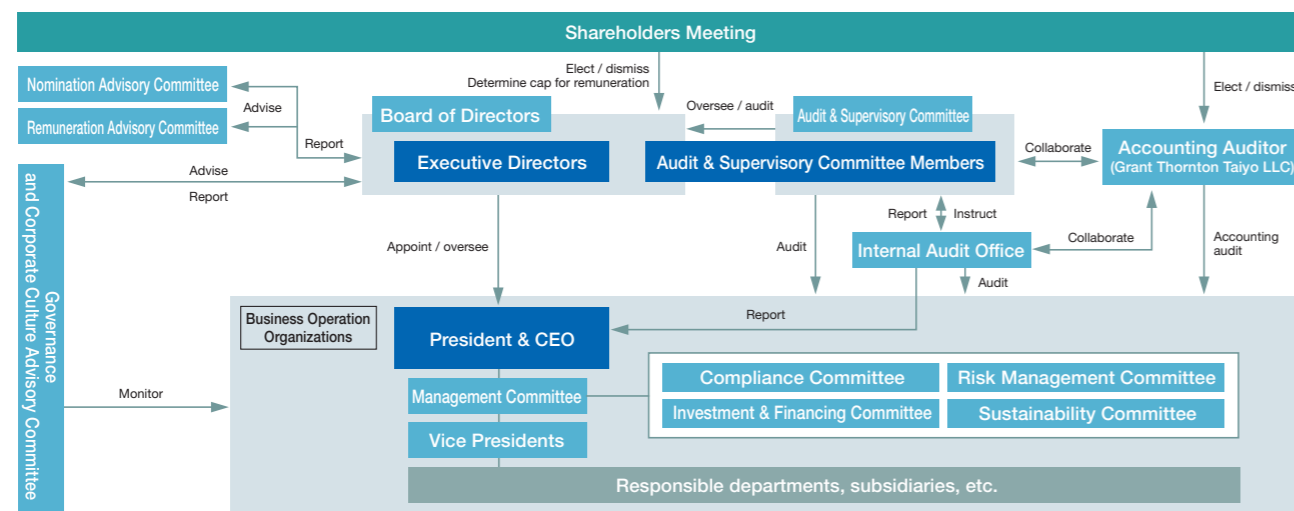 Shareholders Meeting
Elect / dismiss
Determine cap for remuneration
Elect / dismiss
Nomination Advisory Committee
Remuneration Advisory Committee
Advise
Report
Board of Directors
Oversee / audit
Audit & Supervisory Committee
Executive Directors
Audit & Supervisory Committee Members
Collaborate
Accounting Auditor
(Grant Thornton Taiyo LLC)
Advise
Report
Governance
and Corporate Culture Advisory Committee
Appoint / oversee
Audit
Report
Instruct
Internal Audit Office
Collaborate
Accounting
audit
Audit
Business Operation
Organizations
President & CEO
Report
Monitor
Management Committee
Compliance Committee
Risk Management Committee
Investment & Financing Committee
Sustainability Committee
Vice Presidents
Responsible departments, subsidiaries, etc.